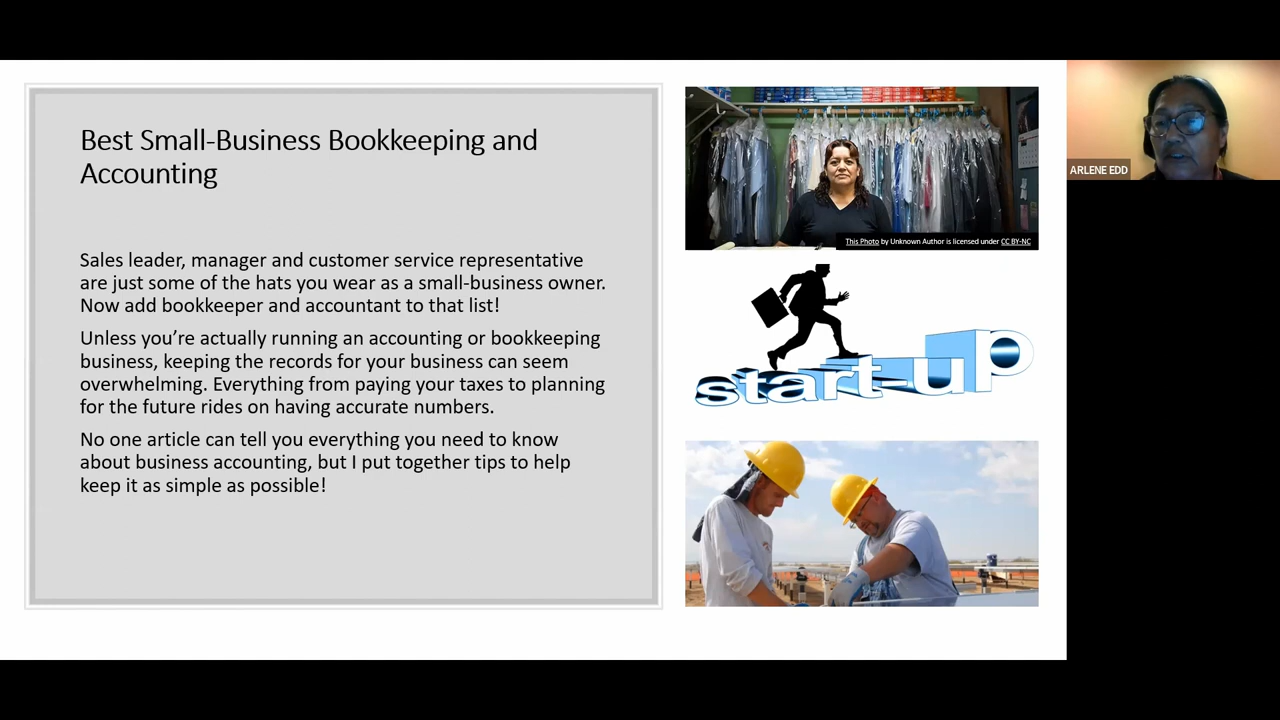 Best Small-Business Bookkeeping and
Accounting
Sales leader, manager and customer service representative
are just some of the hats you wear as a small-business owner.
Now add bookkeeper and accountant to that list!
Unless you’re actually running an accounting or bookkeeping
business, keeping the records for your business can seem
overwhelming. Everything from paying your taxes to planning
for the future rides on having accurate numbers.
No one article can tell you everything you need to know
about business accounting, but I put together tips to help
keep it as simple as possible!
This Photo by Unknown Author is licensed under CC BY-NC
start-up
ARLENE EDD